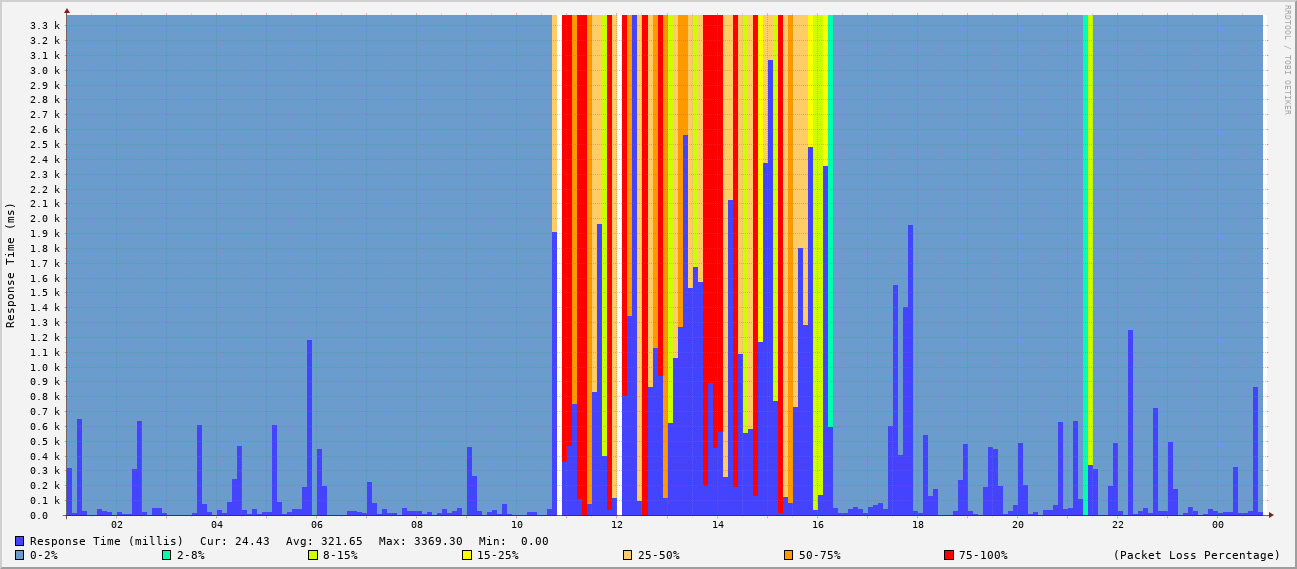 RRDTOOL / TOBI OETIKER
Response Time (ms)
3.3 k
3.2 k
3.1 k
3.0 k
2.9 k
2.8 k
2.7 k
2.6 k
2.5 k
2.4 k
2.3 k
2.2 k
2.1 k
2.0 k
1.9 k
1.8 k
1.7 k
1.6 k
1.5 k
1.4 k
1.3 k
1.2 k
1.1 k
1.0 k
0.9 k
0.8 k
0.7 k
0.6 k
0.5 k
0.4 k
0.3 k
0.2 k
0.1 k
0.0
02 04 06 08 10 12 14 16 18 20 22 00
Response Time (millis) Cur: 24.43 Avg: 321.65 Max: 3369.30 Min: 0.00
0-2% 2-8% 8-15% 15-25% 25-50% 50-75% 75-100% (Packet Loss Percentage)